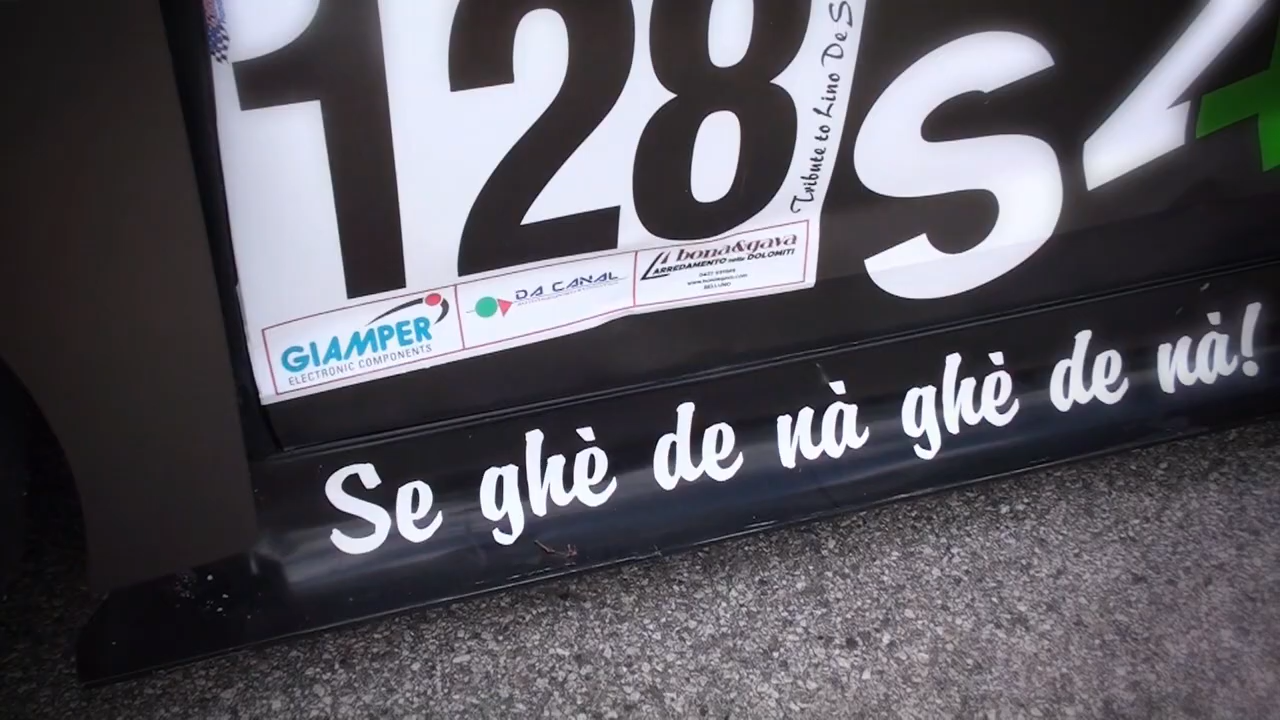 128
Tribute to Lino De S
S
GIAMPER
ELECTRONIC COMPONENTS
DA CANAL
bona&gava
ARREDAMENTO nelle DOLOMITI
BELLUNO
Se ghè de nà ghè de nà!